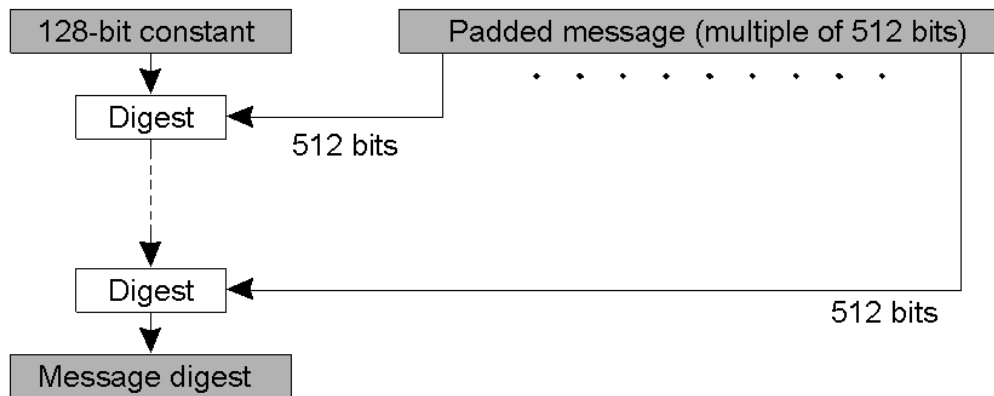 128-bit constant
Padded message (multiple of 512 bits)
Digest
512 bits
Digest
512 bits
Message digest